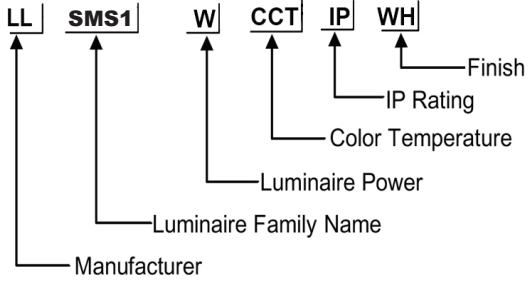 LL SMS1 W CCT IP WH
Finish
IP Rating
Color Temperature
Luminaire Power
Luminaire Family Name
Manufacturer